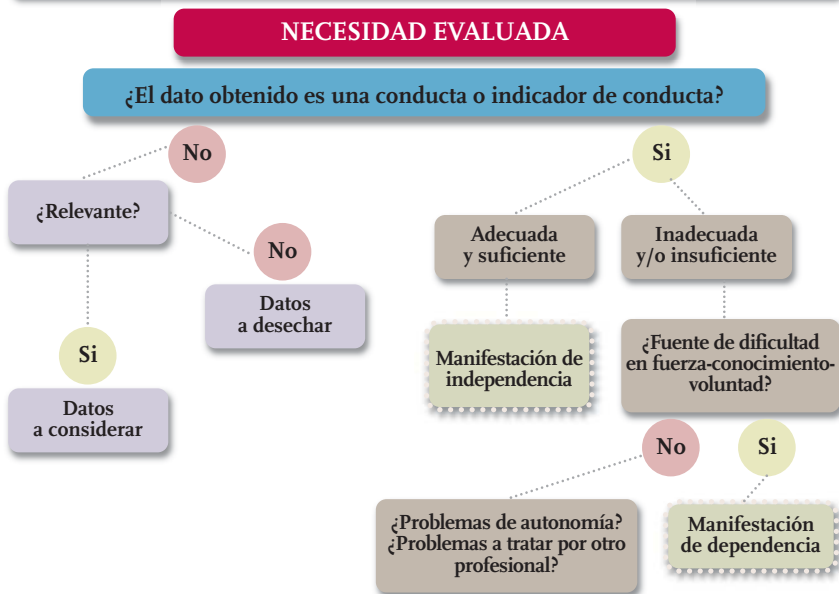 NECESIDAD EVALUADA
¿El dato obtenido es una conducta o indicador de conducta?
No
Si
¿Relevante?
No
Adecuada
y suficiente
Inadecuada
y/o insuficiente
Datos
a desechar
Si
Manifestación de
independencia
¿Fuente de dificultad
en fuerza-conocimiento-
voluntad?
Datos
a considerar
No
Si
¿Problemas de autonomía?
¿Problemas a tratar por otro
profesional?
Manifestación
de dependencia